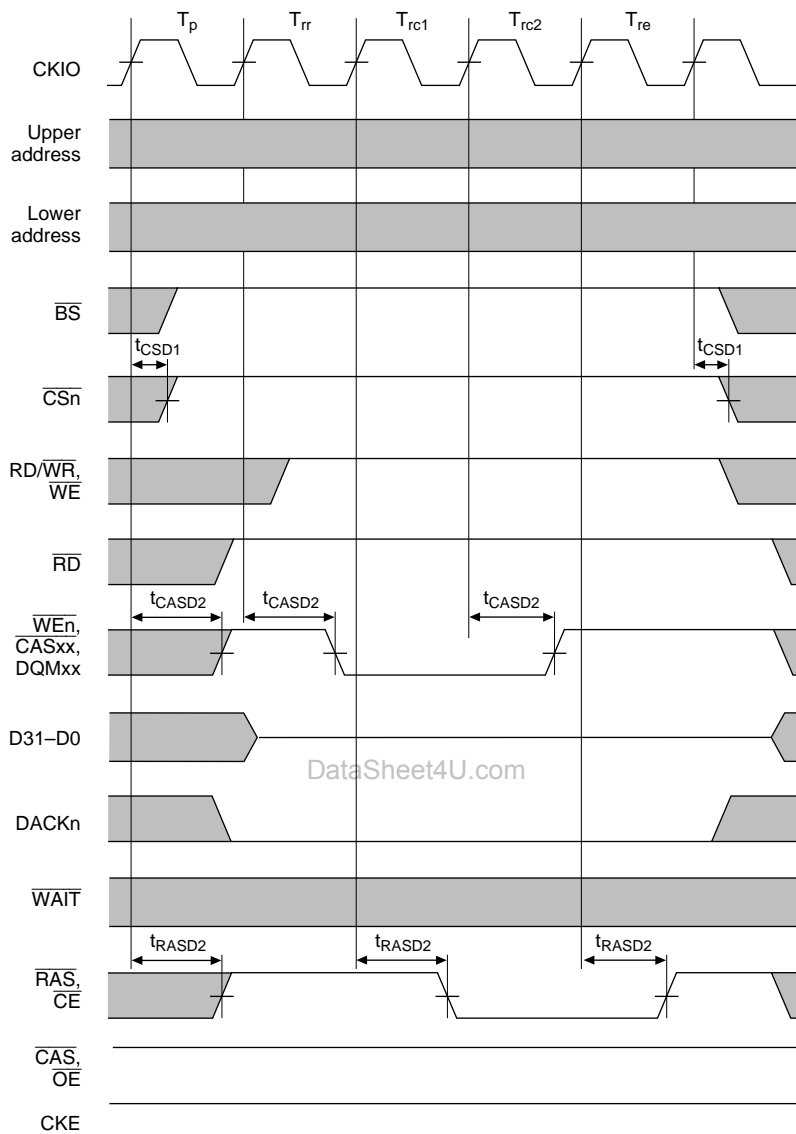 Tp Trr Trc1 Trc2 Tre
CKIO
Upper
address
Lower
address
BS
tCSD1 tCSD1
CSn
RD/WR,
WE
RD
tCASD2 tCASD2 tCASD2
WEn,
CASxx,
DQMxx
D31–D0
DataSheet4U.com
DACKn
WAIT
tRASD2 tRASD2 tRASD2
RAS,
CE
CAS,
OE
CKE